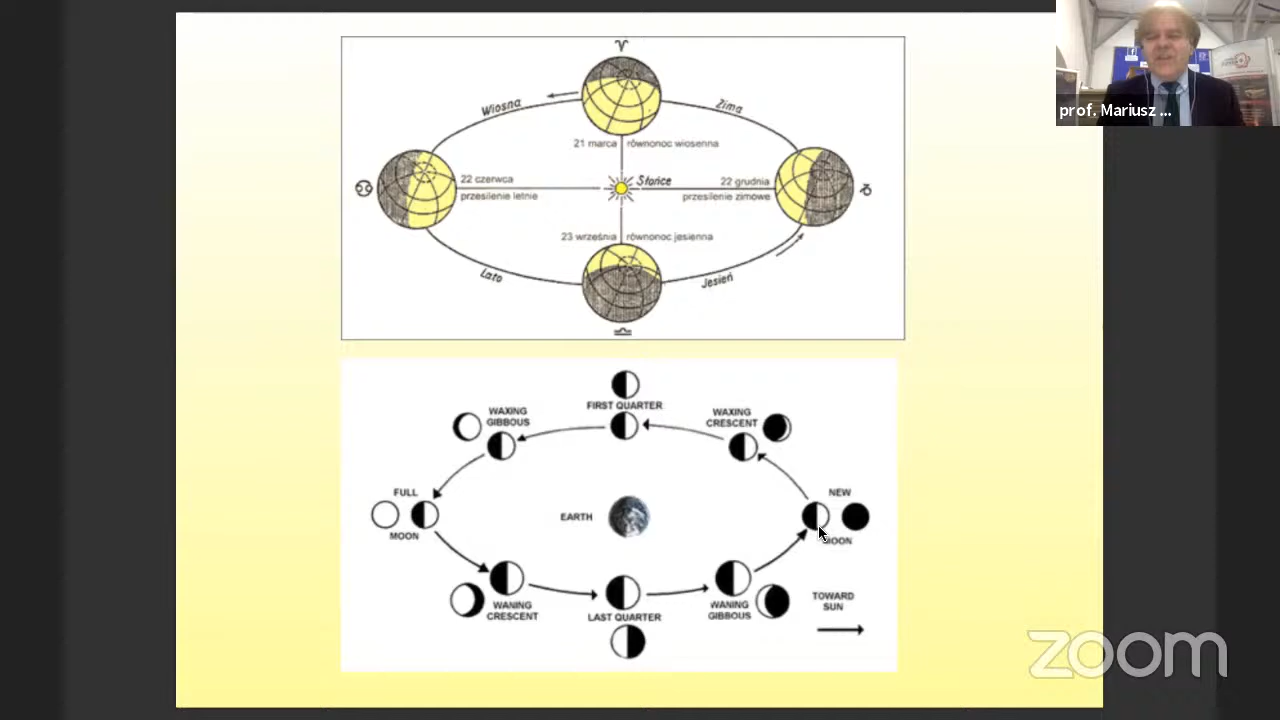 prof. Mariusz ...
Wiosna
Zima
21 marca
równonoc wiosenna
22 czerwca
przesilenie letnie
Słońce
22 grudnia
przesilenie zimowe
23 września
równonoc jesienna
Lato
Jesień
FIRST QUARTER
WAXING
GIBBOUS
WAXING
CRESCENT
FULL
MOON
EARTH
NEW
MOON
WANING
CRESCENT
LAST QUARTER
WANING
GIBBOUS
TOWARD
SUN
zoom